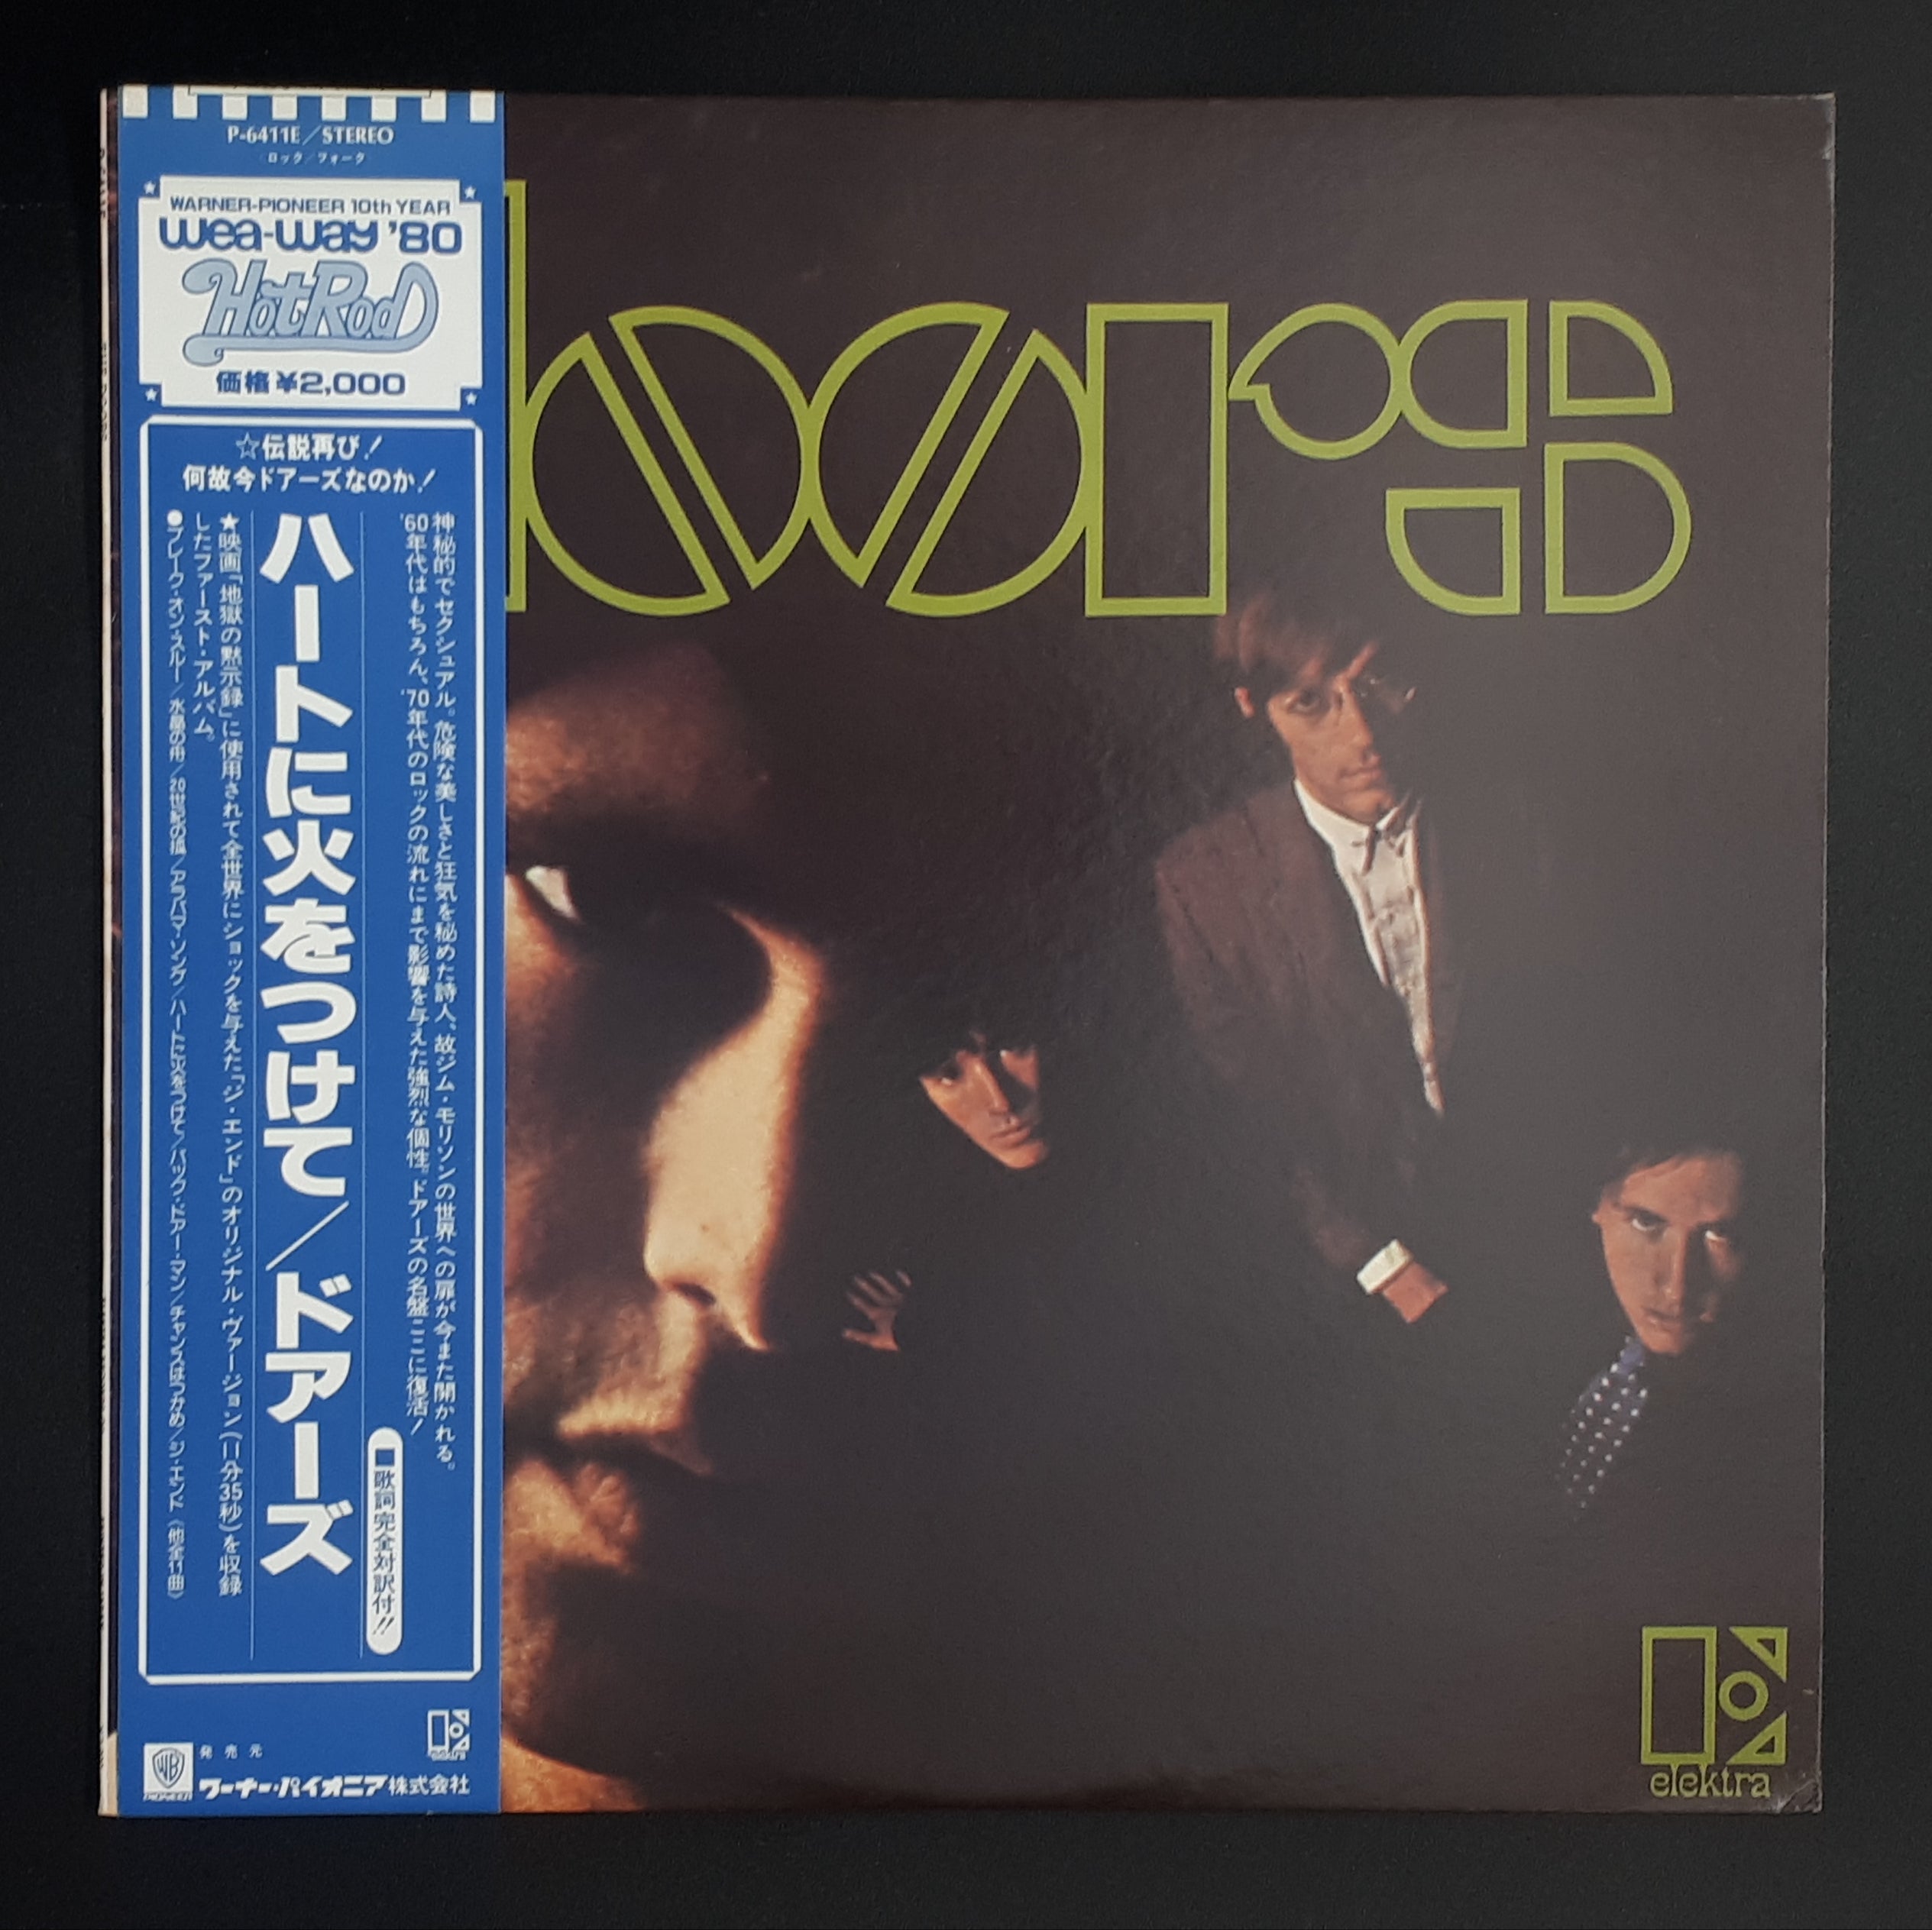 P-6411E/STEREO
ロック/フォーク
WARNER-PIONEER 10th YEAR
wea-way '80
HotRod
価格¥2,000
☆伝説再び!
何故今ドアーズなのか!
神秘的でセクシュアル。危険な美しさと狂気を秘めた詩人、故ジム・モリソンの世界への扉が今また開かれる。
'60年代はもちろん、'70年代のロックの流れにまで影響を与えた強烈な個性。ドアーズの名盤ここに復活!
■歌詞完全対訳付!!
ハートに火をつけて/ドアーズ
★映画「地獄の黙示録」に使用されて全世界にショックを与えた「ジ・エンド」のオリジナル・ヴァージョン(11分35秒)を収録
したファースト・アルバム。
●ブレーク・オン・スルー/水晶の舟/20世紀の狐/アラバマ・ソング/ハートに火をつけて/バック・ドアー・マン/チャンスはつかめ/ジ・エンド《他全11曲》
WB
PIONEER
発売元
ワーナー・パイオニア株式会社
elektra
doors
elektra